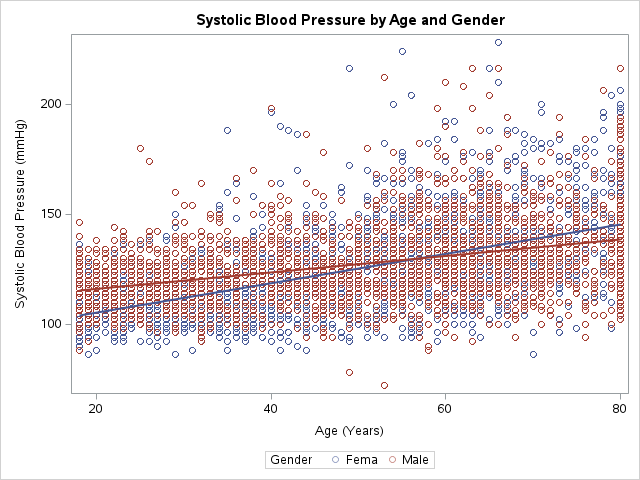 Systolic Blood Pressure by Age and Gender
Systolic Blood Pressure (mmHg)
200
150
100
20 40 60 80
Age (Years)
Gender Fema Male